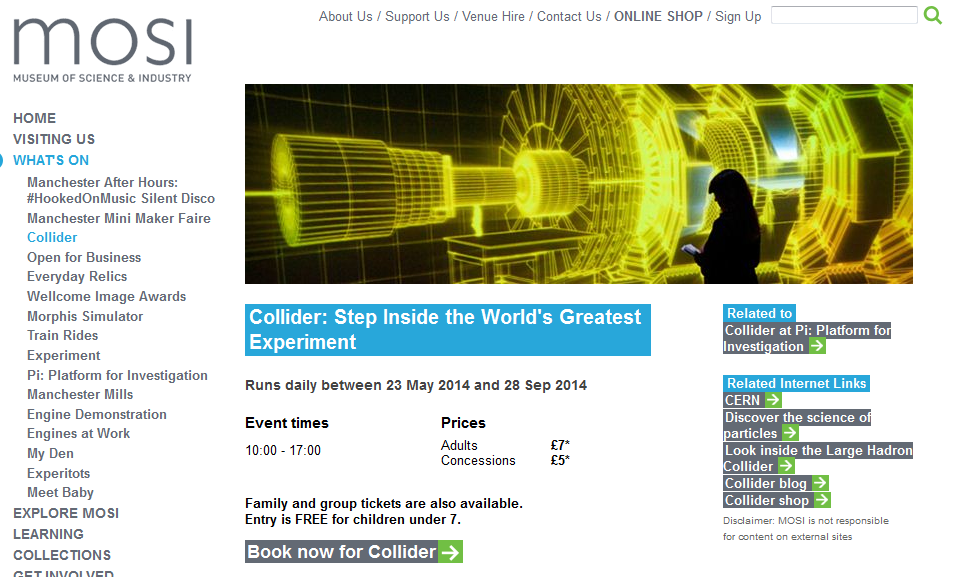 mosi
MUSEUM OF SCIENCE & INDUSTRY
About Us / Support Us / Venue Hire / Contact Us / ONLINE SHOP / Sign Up
HOME
VISITING US
WHAT'S ON
Manchester After Hours:
#HookedOnMusic Silent Disco
Manchester Mini Maker Faire
Collider
Open for Business
Everyday Relics
Wellcome Image Awards
Morphis Simulator
Train Rides
Experiment
Pi: Platform for Investigation
Manchester Mills
Engine Demonstration
Engines at Work
My Den
Experitots
Meet Baby
EXPLORE MOSI
LEARNING
COLLECTIONS
GET INVOLVED
Collider: Step Inside the World's Greatest
Experiment
Runs daily between 23 May 2014 and 28 Sep 2014
Event times
10:00 - 17:00
Prices
Adults £7*
Concessions £5*
Family and group tickets are also available.
Entry is FREE for children under 7.
Book now for Collider
Related to
Collider at Pi: Platform for
Investigation
Related Internet Links
CERN
Discover the science of
particles
Look inside the Large Hadron
Collider
Collider blog
Collider shop
Disclaimer: MOSI is not responsible
for content on external sites